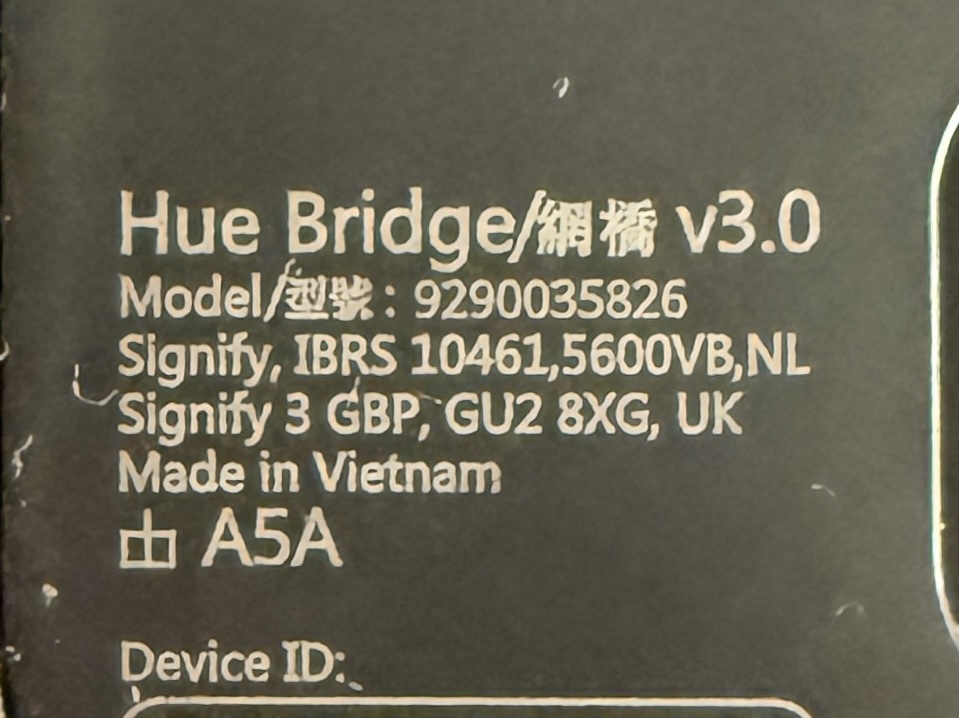 Hue Bridge/網橋 v3.0
Model/型號: 9290035826
Signify, IBRS 10461,5600VB,NL
Signify 3 GBP, GU2 8XG, UK
Made in Vietnam
由 A5A
Device ID: